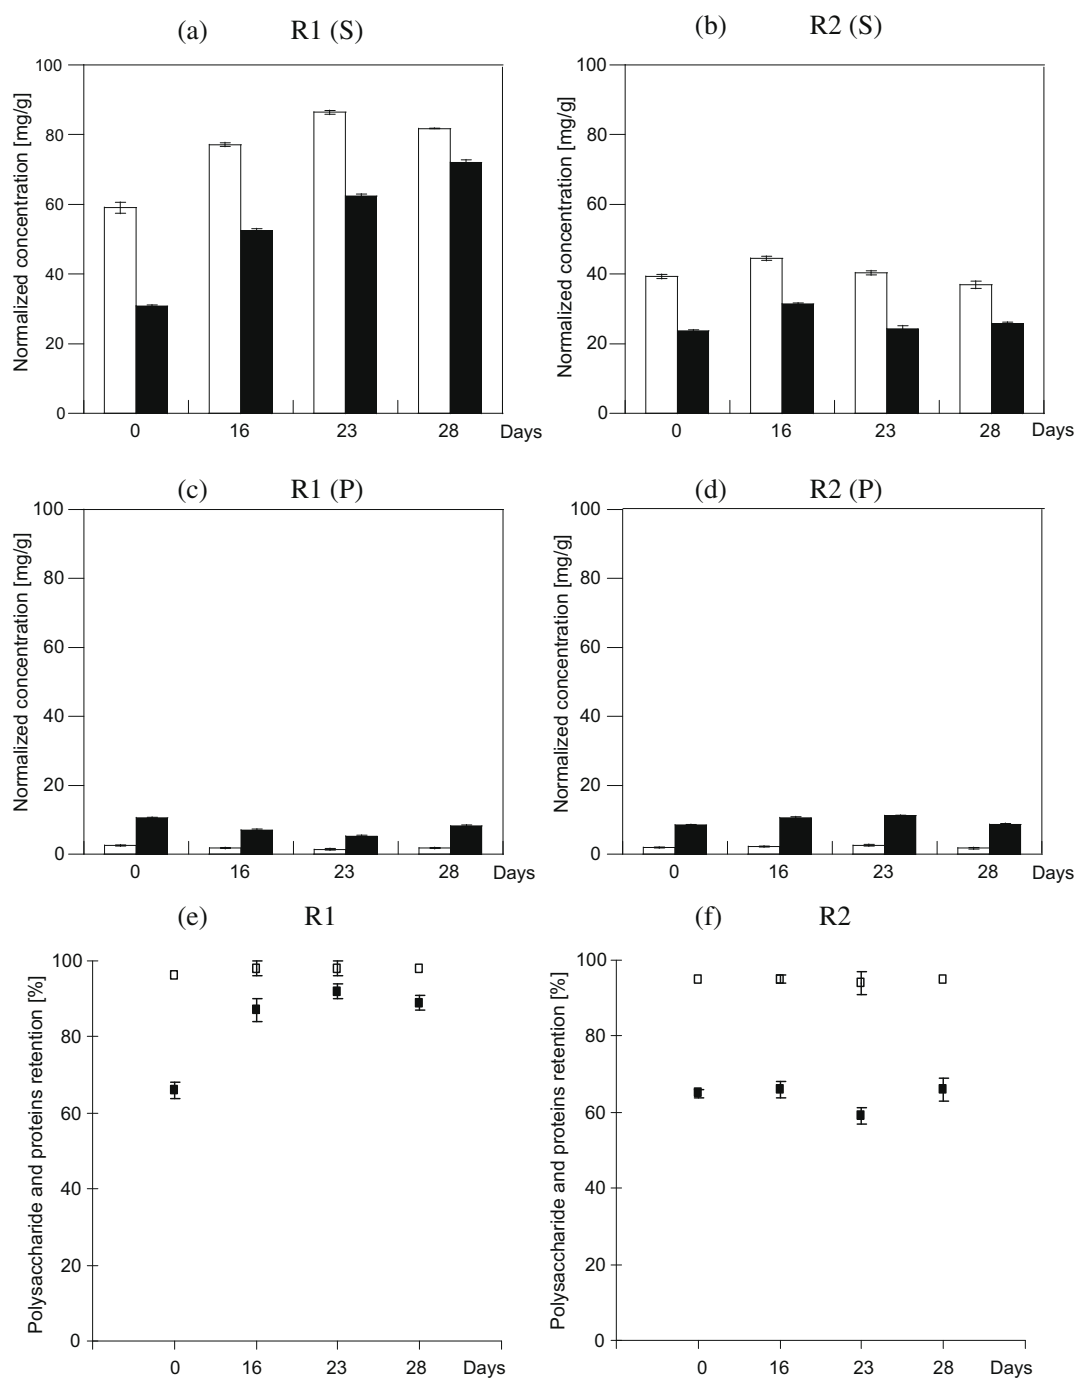 (a) R1 (S)
Normalized concentration [mg/g]
100
80
60
40
20
0
0 16 23 28 Days
(b) R2 (S)
Normalized concentration [mg/g]
100
80
60
40
20
0
0 16 23 28 Days
(c) R1 (P)
Normalized concentration [mg/g]
100
80
60
40
20
0
0 16 23 28 Days
(d) R2 (P)
Normalized concentration [mg/g]
100
80
60
40
20
0
0 16 23 28 Days
(e) R1
Polysaccharide and proteins retention [%]
100
80
60
40
20
0
0 16 23 28 Days
(f) R2
Polysaccharide and proteins retention [%]
100
80
60
40
20
0
0 16 23 28 Days